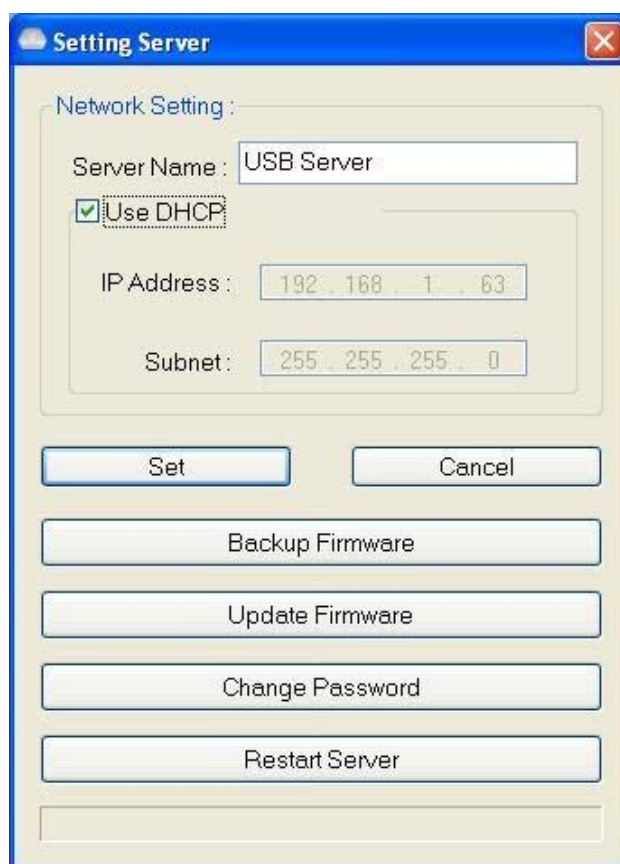 Setting Server
Network Setting :
Server Name : USB Server
Use DHCP
IP Address : 192 . 168 . 1 . 63
Subnet : 255 . 255 . 255 . 0
Set Cancel
Backup Firmware
Update Firmware
Change Password
Restart Server